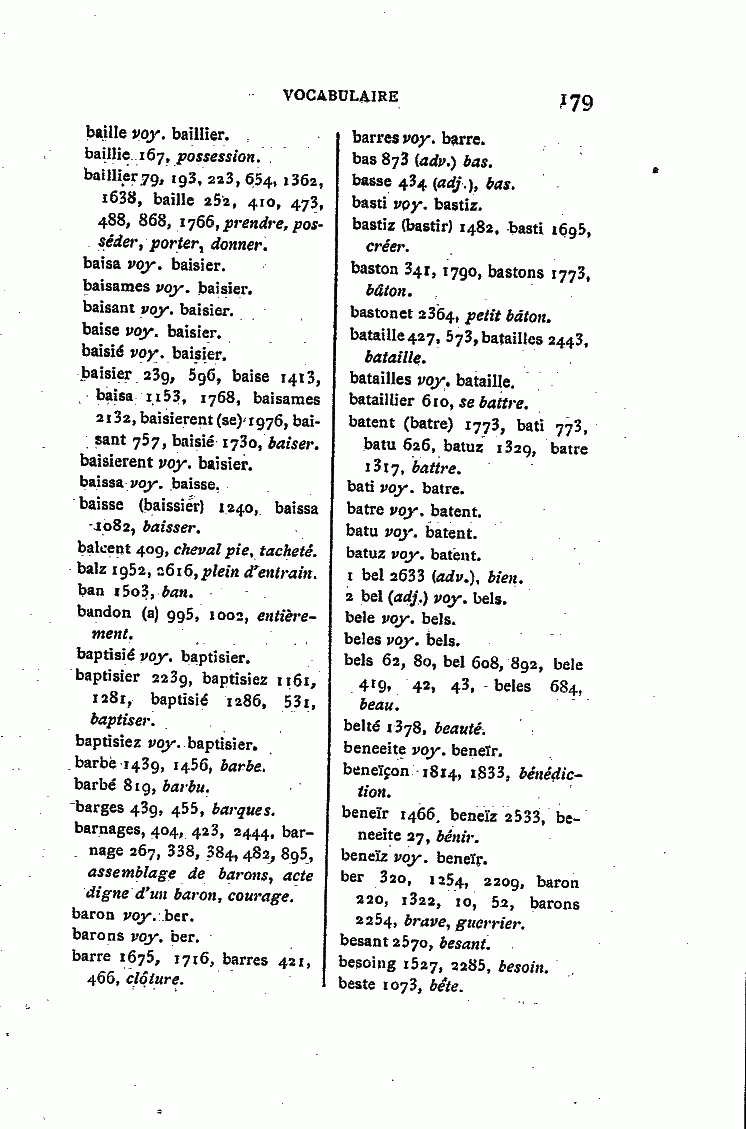 VOCABULAIRE
179
baille voy. baillier.
baillie 167, possession.
baillier 79, 193, 223, 654, 1362,
1638, baille 252, 410, 473,
488, 868, 1766, prendre, pos-
séder, porter, donner.
baisa voy. baisier.
baisames voy. baisier.
baisant voy. baisier.
baise voy. baisier.
baisié voy. baisier.
baisier 239, 596, baise 1413,
baisa 1153, 1768, baisames
2132, baisierent (se) 1976, bai-
sant 757, baisié 1730, baiser.
baisierent voy. baisier.
baissa voy. baisse.
baisse (baissier) 1240, baissa
1082, baisser.
balcent 409, cheval pie, tacheté.
balz 1952, 2616, plein d'entrain.
ban 1503, ban.
bandon (a) 995, 1002, entière-
ment.
baptisié voy. baptisier.
baptisier 2239, baptisiez 1161,
1281, baptisié 1286, 531,
baptiser.
baptisiez voy. baptisier.
barbe 1439, 1456, barbe.
barbé 819, barbu.
barges 439, 455, barques.
barnages, 404, 423, 2444, bar-
nage 267, 338, 384, 482, 895,
assemblage de barons, acte
digne d'un baron, courage.
baron voy. ber.
barons voy. ber.
barre 1675, 1716, barres 421,
466, clôture.
barres voy. barre.
bas 873 (adv.) bas.
basse 434 (adj.), bas.
basti voy. bastiz.
bastiz (bastir) 1482, basti 1695,
créer.
baston 341, 1790, bastons 1773,
bâton.
bastonet 2364, petit bâton.
bataille 427, 573, batailles 2443,
bataille.
batailles voy. bataille.
bataillier 610, se battre.
batent (batre) 1773, bati 773,
batu 626, batuz 1329, batre
1317, battre.
bati voy. batre.
batre voy. batent.
batu voy. batent.
batuz voy. batent.
1 bel 2633 (adv.), bien.
2 bel (adj.) voy. bels.
bele voy. bels.
beles voy. bels.
bels 62, 80, bel 608, 892, bele
419, 42, 43, beles 684,
beau.
belté 1378, beauté.
beneeite voy. beneïr.
beneïçon 1814, 1833, bénédic-
tion.
beneïr 1466, beneïz 2533, be-
neeite 27, bénir.
beneïz voy. beneïr.
ber 320, 1254, 2209, baron
220, 1322, 10, 52, barons
2254, brave, guerrier.
besant 2570, besant.
besoing 1527, 2285, besoin.
beste 1073, bête.